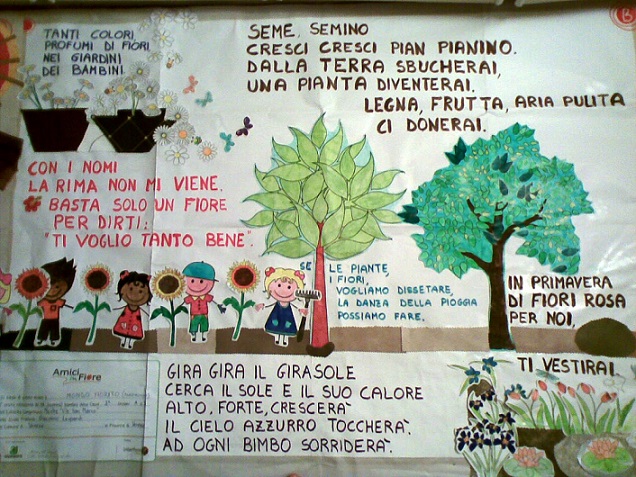 TANTI COLORI,
PROFUMI DI FIORI
NEI GIARDINI
DEI BAMBINI.
SEME, SEMINO
CRESCI CRESCI PIAN PIANINO.
DALLA TERRA SBUCHERAI,
UNA PIANTA DIVENTERAI.
LEGNA, FRUTTA, ARIA PULITA
CI DONERAI.
B
CON I NOMI
LA RIMA NON MI VIENE.
BASTA SOLO UN FIORE
PER DIRTI:
"TI VOGLIO TANTO BENE".
SE LE PIANTE,
I FIORI,
VOGLIAMO DISSETARE,
LA DANZA DELLA PIOGGIA
POSSIAMO FARE.
IN PRIMAVERA
DI FIORI ROSA
PER NOI,
TI VESTIRAI.
GIRA GIRA IL GIRASOLE
CERCA IL SOLE E IL SUO CALORE
ALTO, FORTE, CRESCERÀ
IL CIELO AZZURRO TOCCHERÀ.
AD OGNI BIMBO SORRIDERÀ.
Amici
Fiore